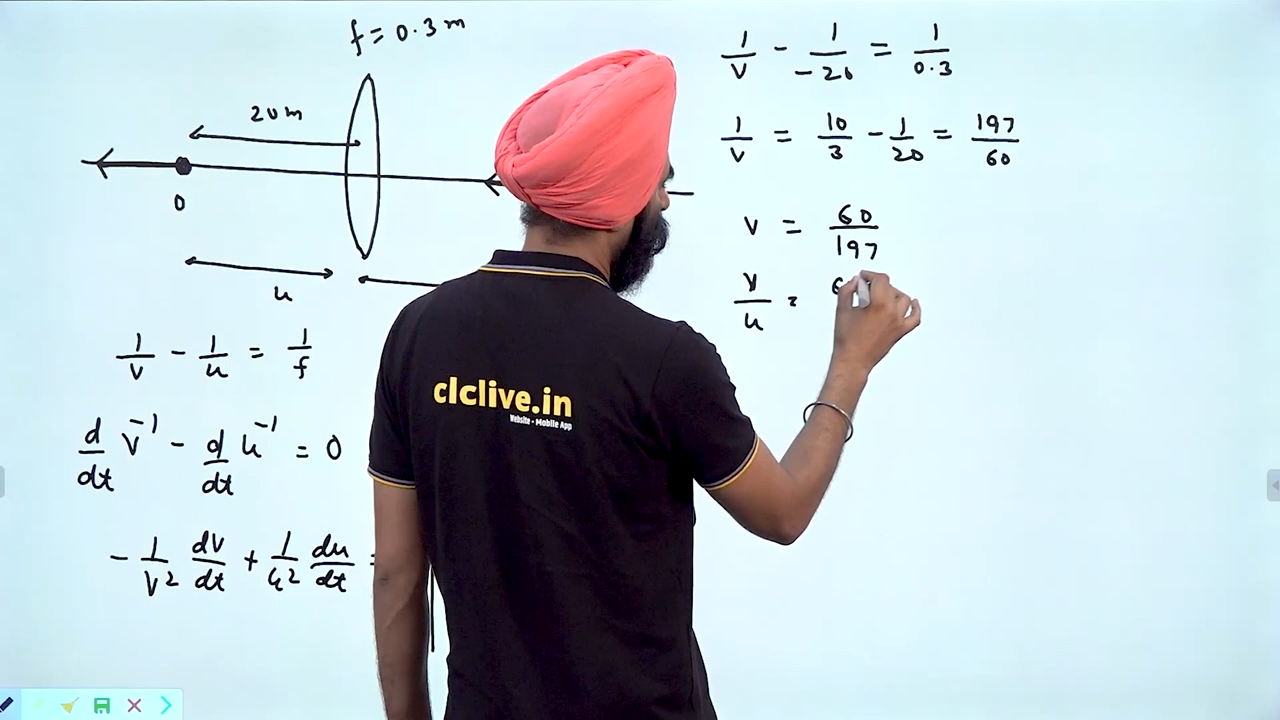 f = 0.3 m
20 m
0
u
1/v - 1/u = 1/f
d/dt v^-1 - d/dt u^-1 = 0
- 1/v² dv/dt + 1/u² du/dt =
1/v - 1/-20 = 1/0.3
1/v = 10/3 - 1/20 = 197/60
v = 60/197
v/u =
clclive.in
Website • Mobile App